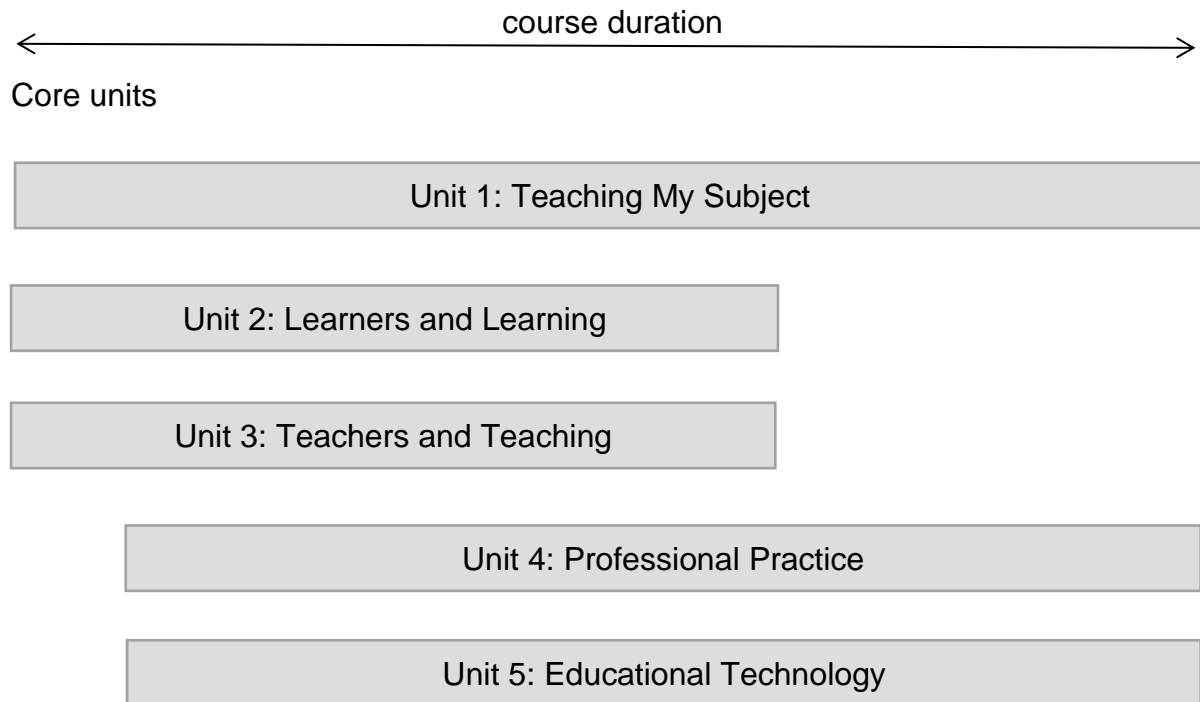 course duration
Core units
Unit 1: Teaching My Subject
Unit 2: Learners and Learning
Unit 3: Teachers and Teaching
Unit 4: Professional Practice
Unit 5: Educational Technology